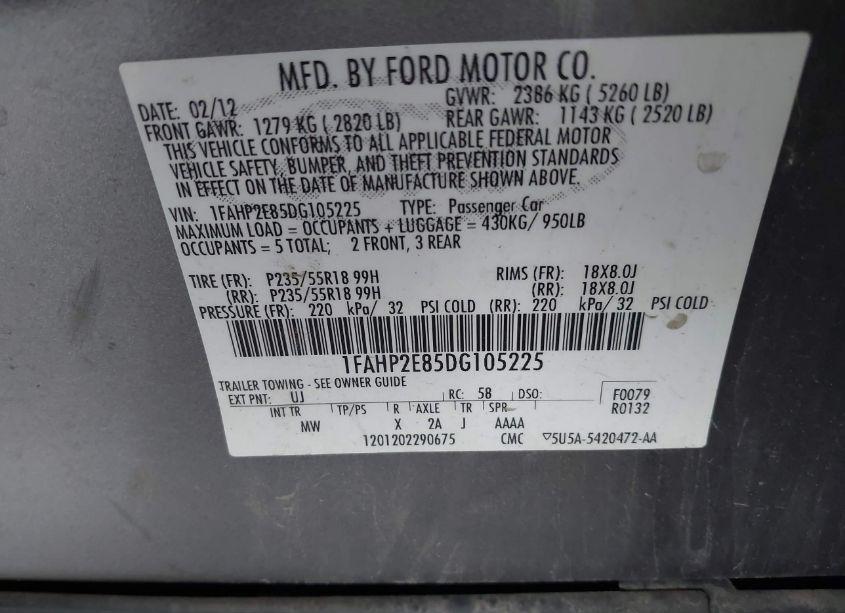 MFD. BY FORD MOTOR CO.
DATE: 02/12 GVWR: 2386 KG ( 5260 LB)
FRONT GAWR: 1279 KG ( 2820 LB) REAR GAWR: 1143 KG ( 2520 LB)
THIS VEHICLE CONFORMS TO ALL APPLICABLE FEDERAL MOTOR
VEHICLE SAFETY, BUMPER, AND THEFT PREVENTION STANDARDS
IN EFFECT ON THE DATE OF MANUFACTURE SHOWN ABOVE.
VIN: 1FAHP2E85DG105225 TYPE: Passenger Car
MAXIMUM LOAD = OCCUPANTS + LUGGAGE = 430KG/ 950LB
OCCUPANTS = 5 TOTAL; 2 FRONT, 3 REAR
TIRE (FR): P235/55R18 99H RIMS (FR): 18X8.0J
(RR): P235/55R18 99H (RR): 18X8.0J
PRESSURE (FR): 220 kPa/ 32 PSI COLD (RR): 220 kPa/ 32 PSI COLD
1FAHP2E85DG105225
TRAILER TOWING - SEE OWNER GUIDE
EXT PNT: UJ RC: 58 DSO: F0079
INT TR TP/PS R AXLE TR SPR R0132
MW X 2A J AAAA
1201202290675 CMC ▽5U5A-5420472-AA